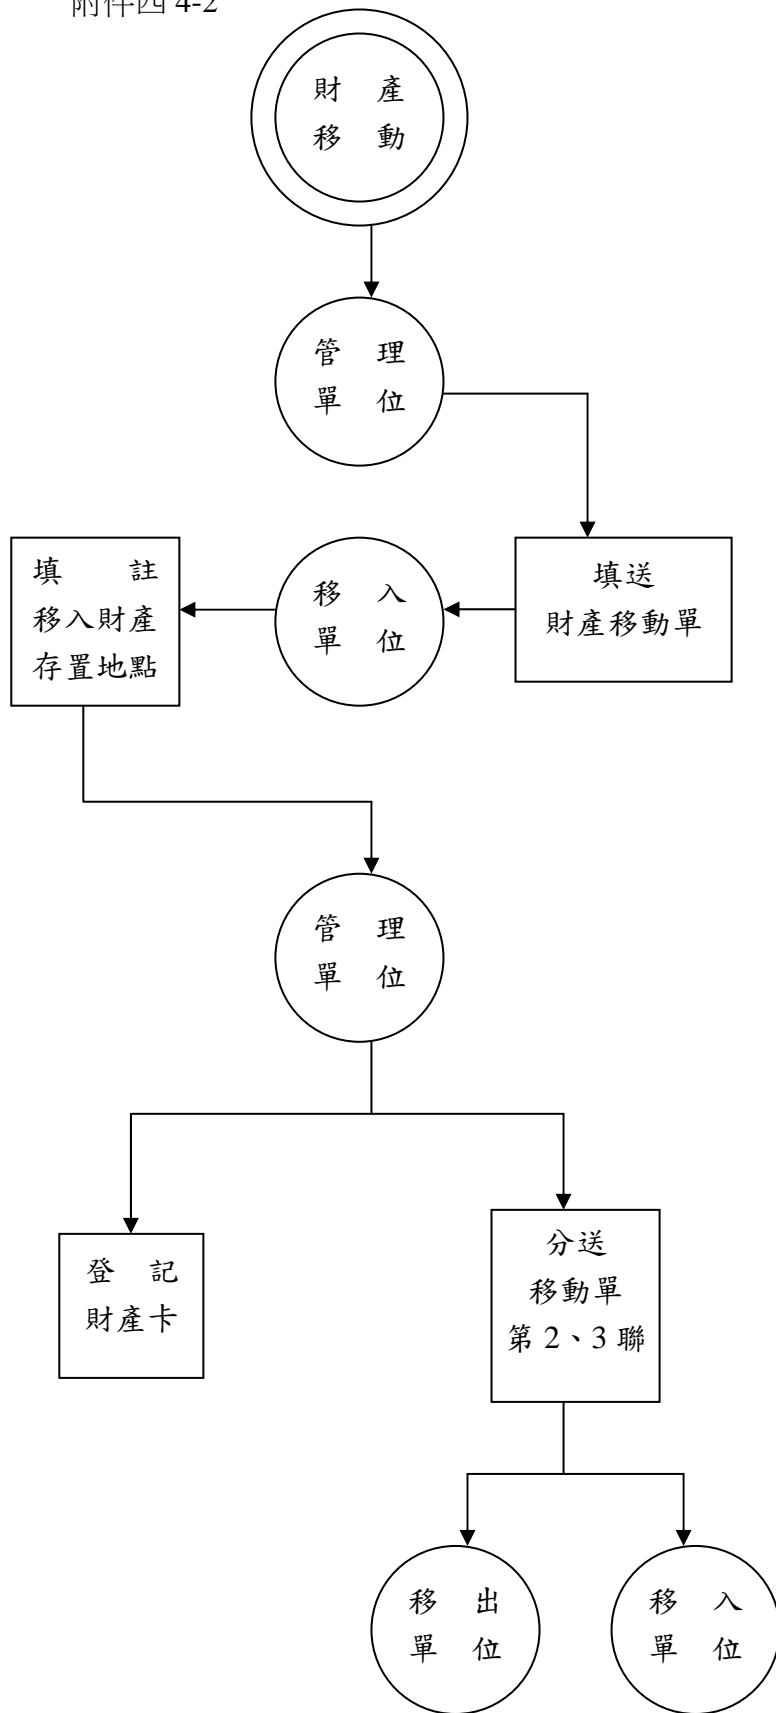 附件四 4-2
財 產
移 動
管 理
單 位
填 註
移入財產
存置地點
移 入
單 位
填送
財產移動單
管 理
單 位
登 記
財產卡
分送
移動單
第 2、3 聯
移 出
單 位
移 入
單 位